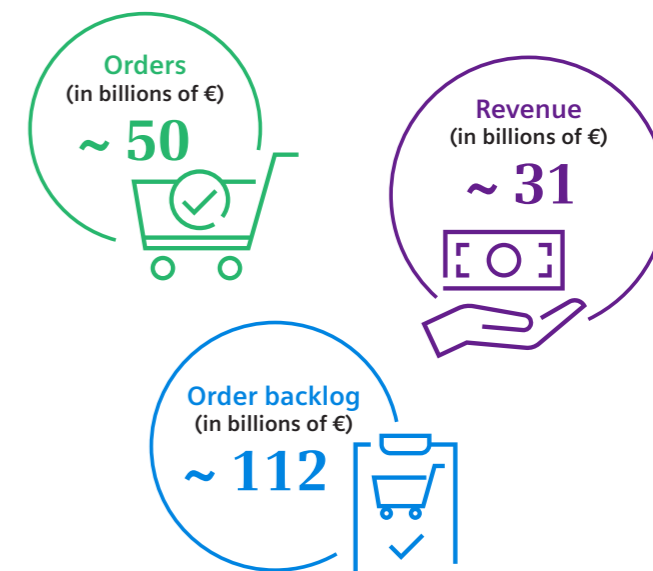 Orders
(in billions of €)
~ 50
Revenue
(in billions of €)
~ 31
Order backlog
(in billions of €)
~ 112